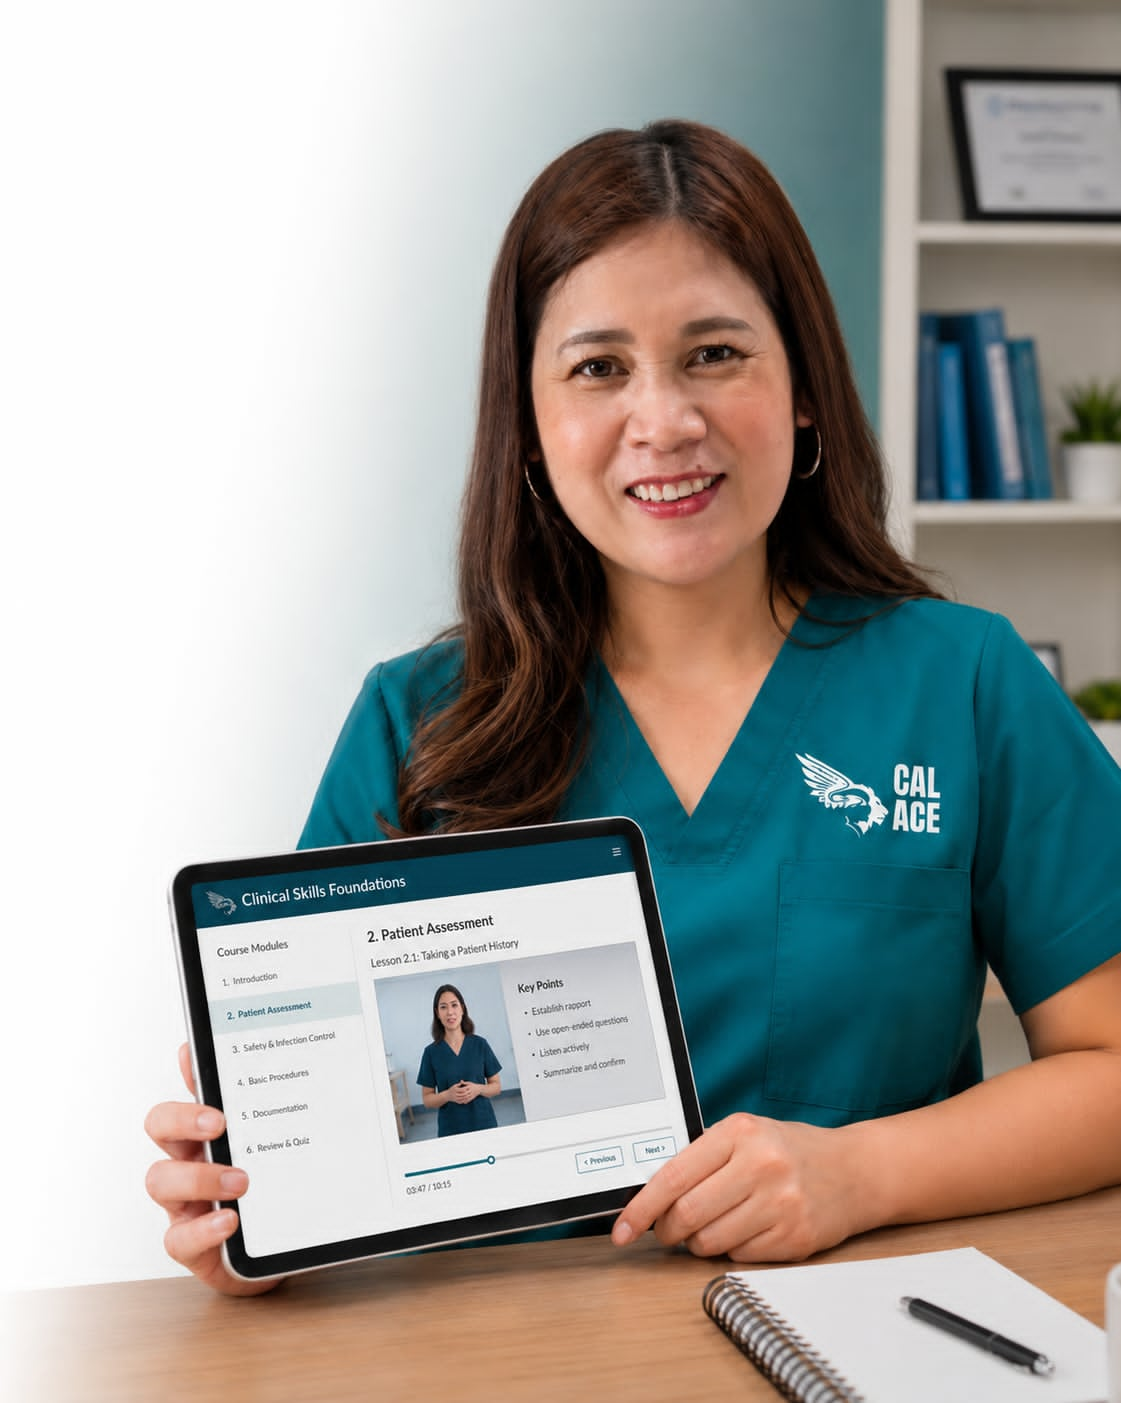 CAL
ACE
Clinical Skills Foundations
Course Modules
1. Introduction
2. Patient Assessment
3. Safety & Infection Control
4. Basic Procedures
5. Documentation
6. Review & Quiz
2. Patient Assessment
Lesson 2.1: Taking a Patient History
Key Points
• Establish rapport
• Use open-ended questions
• Listen actively
• Summarize and confirm
03:47 / 10:15
< Previous
Next >